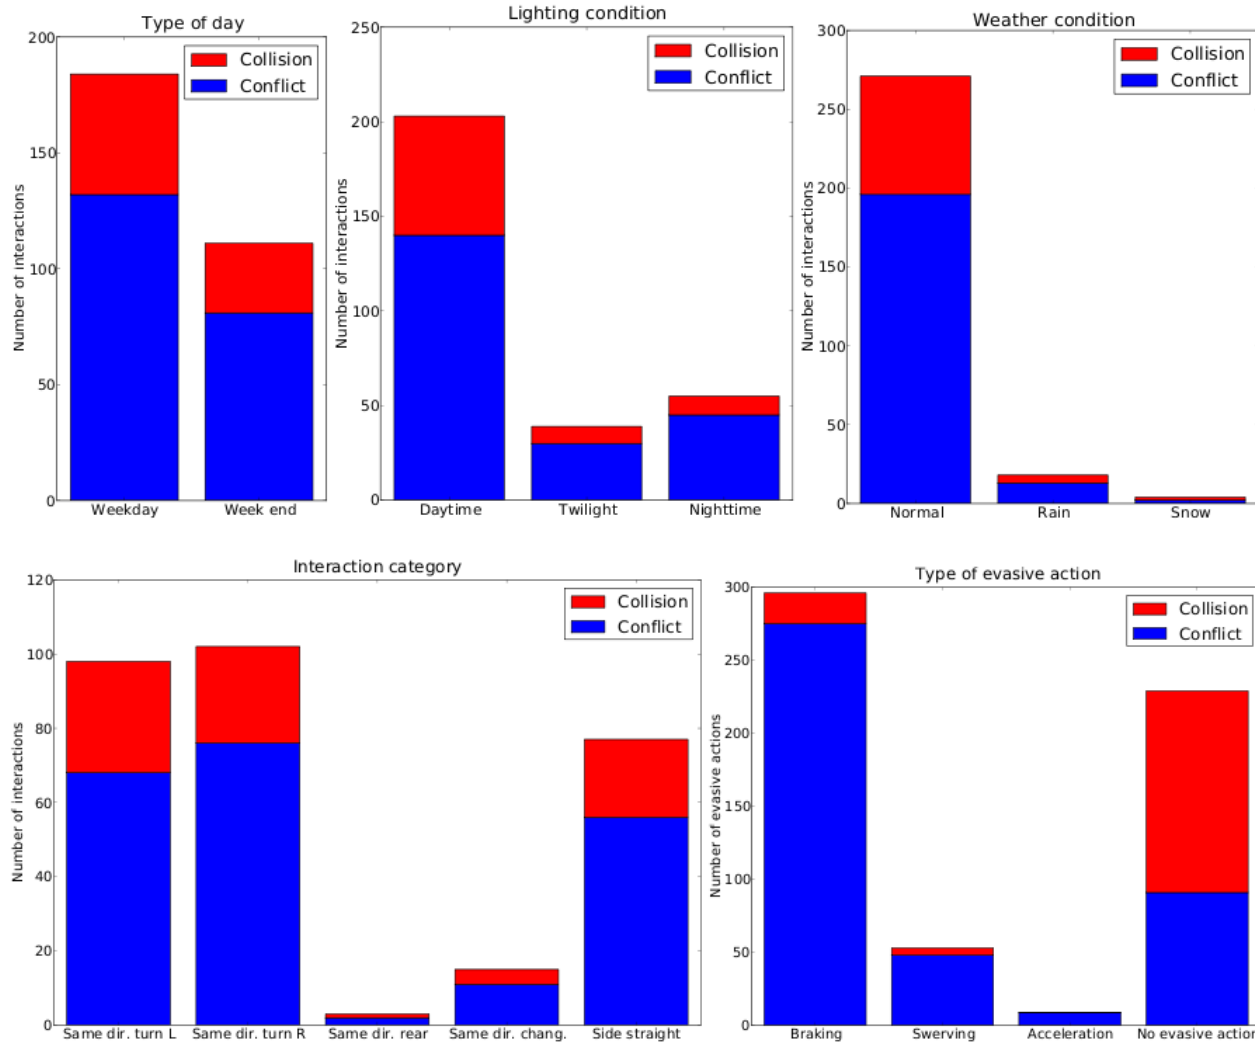 Type of day
Number of interactions
200
150
100
50
0
Collision
Conflict
Weekday
Week end
Lighting condition
Number of interactions
250
200
150
100
50
0
Collision
Conflict
Daytime
Twilight
Nighttime
Weather condition
Number of interactions
300
250
200
150
100
50
0
Collision
Conflict
Normal
Rain
Snow
Interaction category
Number of interactions
120
100
80
60
40
20
0
Collision
Conflict
Same dir. turn L
Same dir. turn R
Same dir. rear
Same dir. chang.
Side straight
Type of evasive action
Number of evasive actions
300
250
200
150
100
50
0
Collision
Conflict
Braking
Swerving
Acceleration
No evasive action